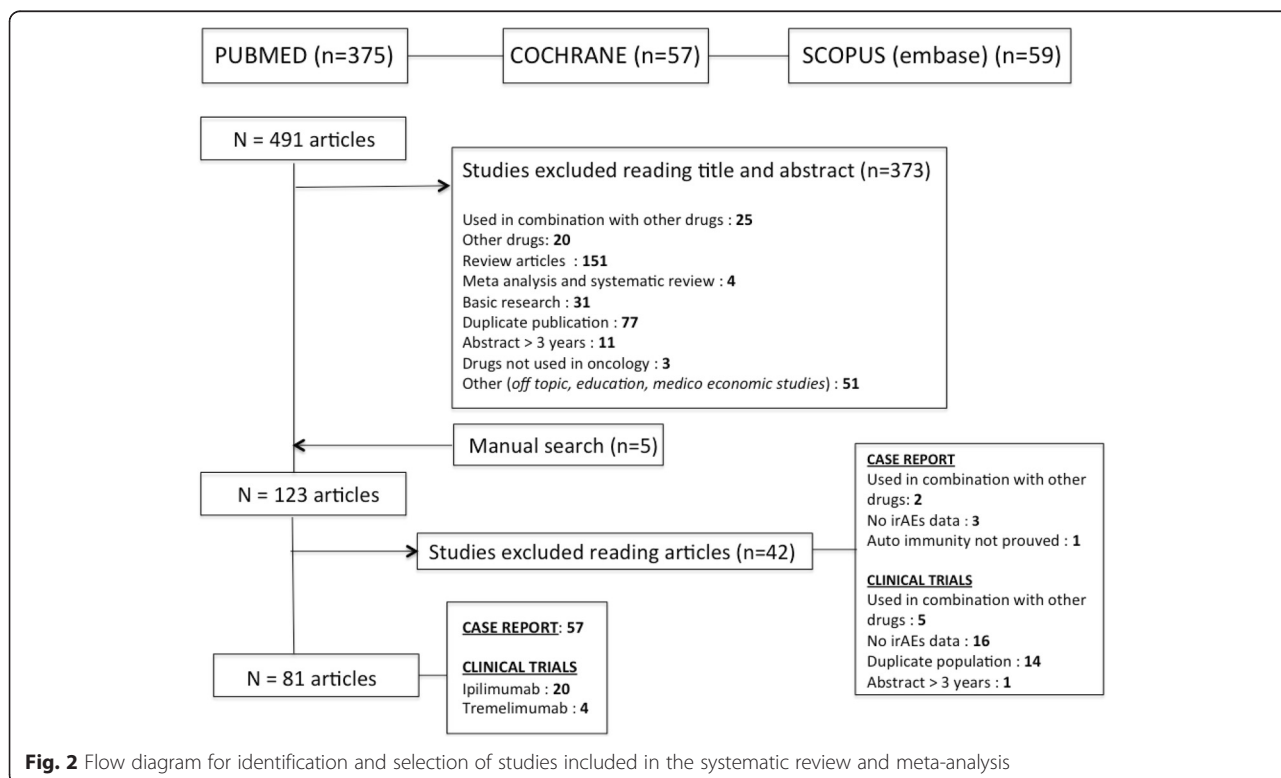 PUBMED (n=375)
COCHRANE (n=57)
SCOPUS (embase) (n=59)
N = 491 articles
Studies excluded reading title and abstract (n=373)
Used in combination with other drugs : 25
Other drugs: 20
Review articles : 151
Meta analysis and systematic review : 4
Basic research : 31
Duplicate publication : 77
Abstract > 3 years : 11
Drugs not used in oncology : 3
Other (off topic, education, medico economic studies) : 51
Manual search (n=5)
N = 123 articles
Studies excluded reading articles (n=42)
CASE REPORT
Used in combination with other
drugs: 2
No irAEs data : 3
Auto immunity not prouved : 1
CLINICAL TRIALS
Used in combination with other
drugs : 5
No irAEs data : 16
Duplicate population : 14
Abstract > 3 years : 1
N = 81 articles
CASE REPORT: 57
CLINICAL TRIALS
Ipilimumab : 20
Tremelimumab : 4
Fig. 2 Flow diagram for identification and selection of studies included in the systematic review and meta-analysis